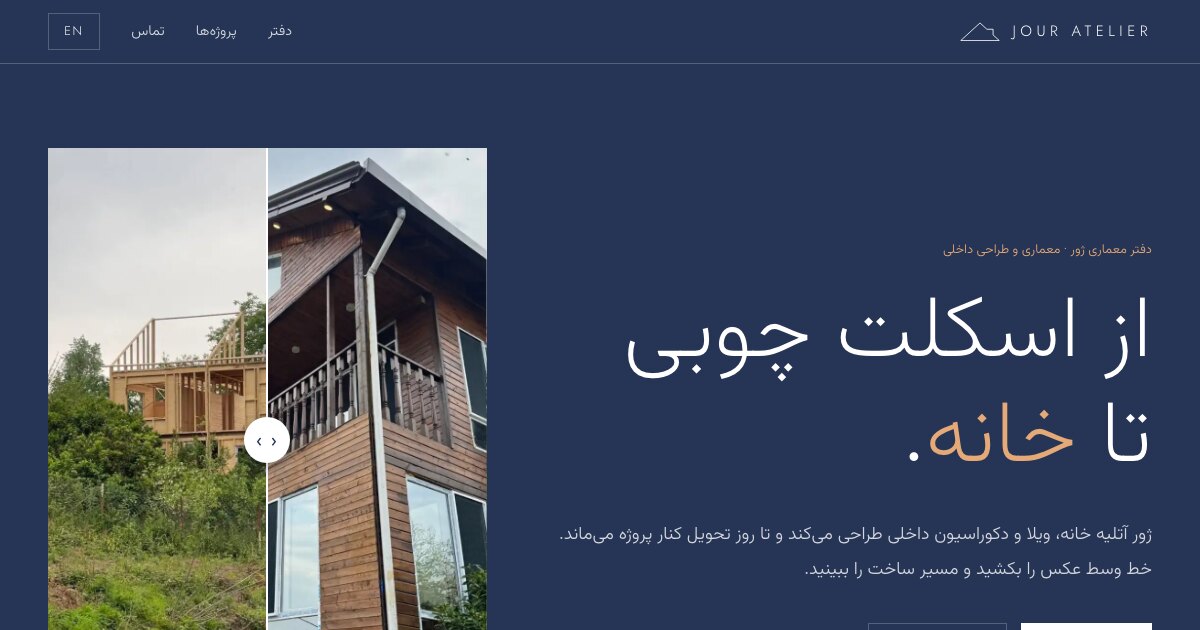 JOUR ATELIER
دفتر
پروژه‌ها
تماس
EN
دفتر معماری ژور · معماری و طراحی داخلی
از اسکلت چوبی
تا خانه.
ژور آتلیه خانه، ویلا و دکوراسیون داخلی طراحی می‌کند و تا روز تحویل کنار پروژه می‌ماند.
خط وسط عکس را بکشید و مسیر ساخت را ببینید.